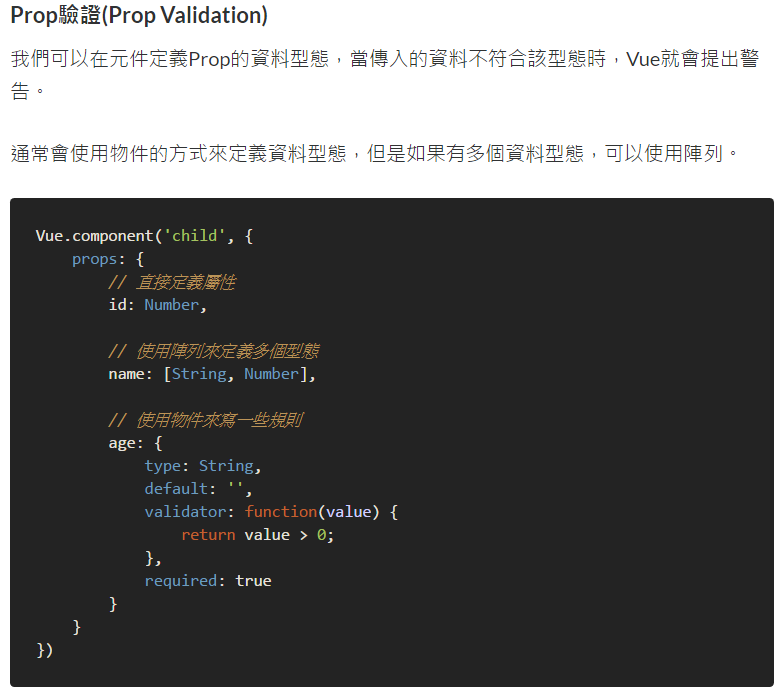 Prop驗證(Prop Validation)
我們可以在元件定義Prop的資料型態，當傳入的資料不符合該型態時，Vue就會提出警
告。
通常會使用物件的方式來定義資料型態，但是如果有多個資料型態，可以使用陣列。
Vue.component('child', {
    props: {
        // 直接定義屬性
        id: Number,
        // 使用陣列來定義多個型態
        name: [String, Number],
        // 使用物件來寫一些規則
        age: {
            type: String,
            default: '',
            validator: function(value) {
                return value > 0;
            },
            required: true
        }
    }
})